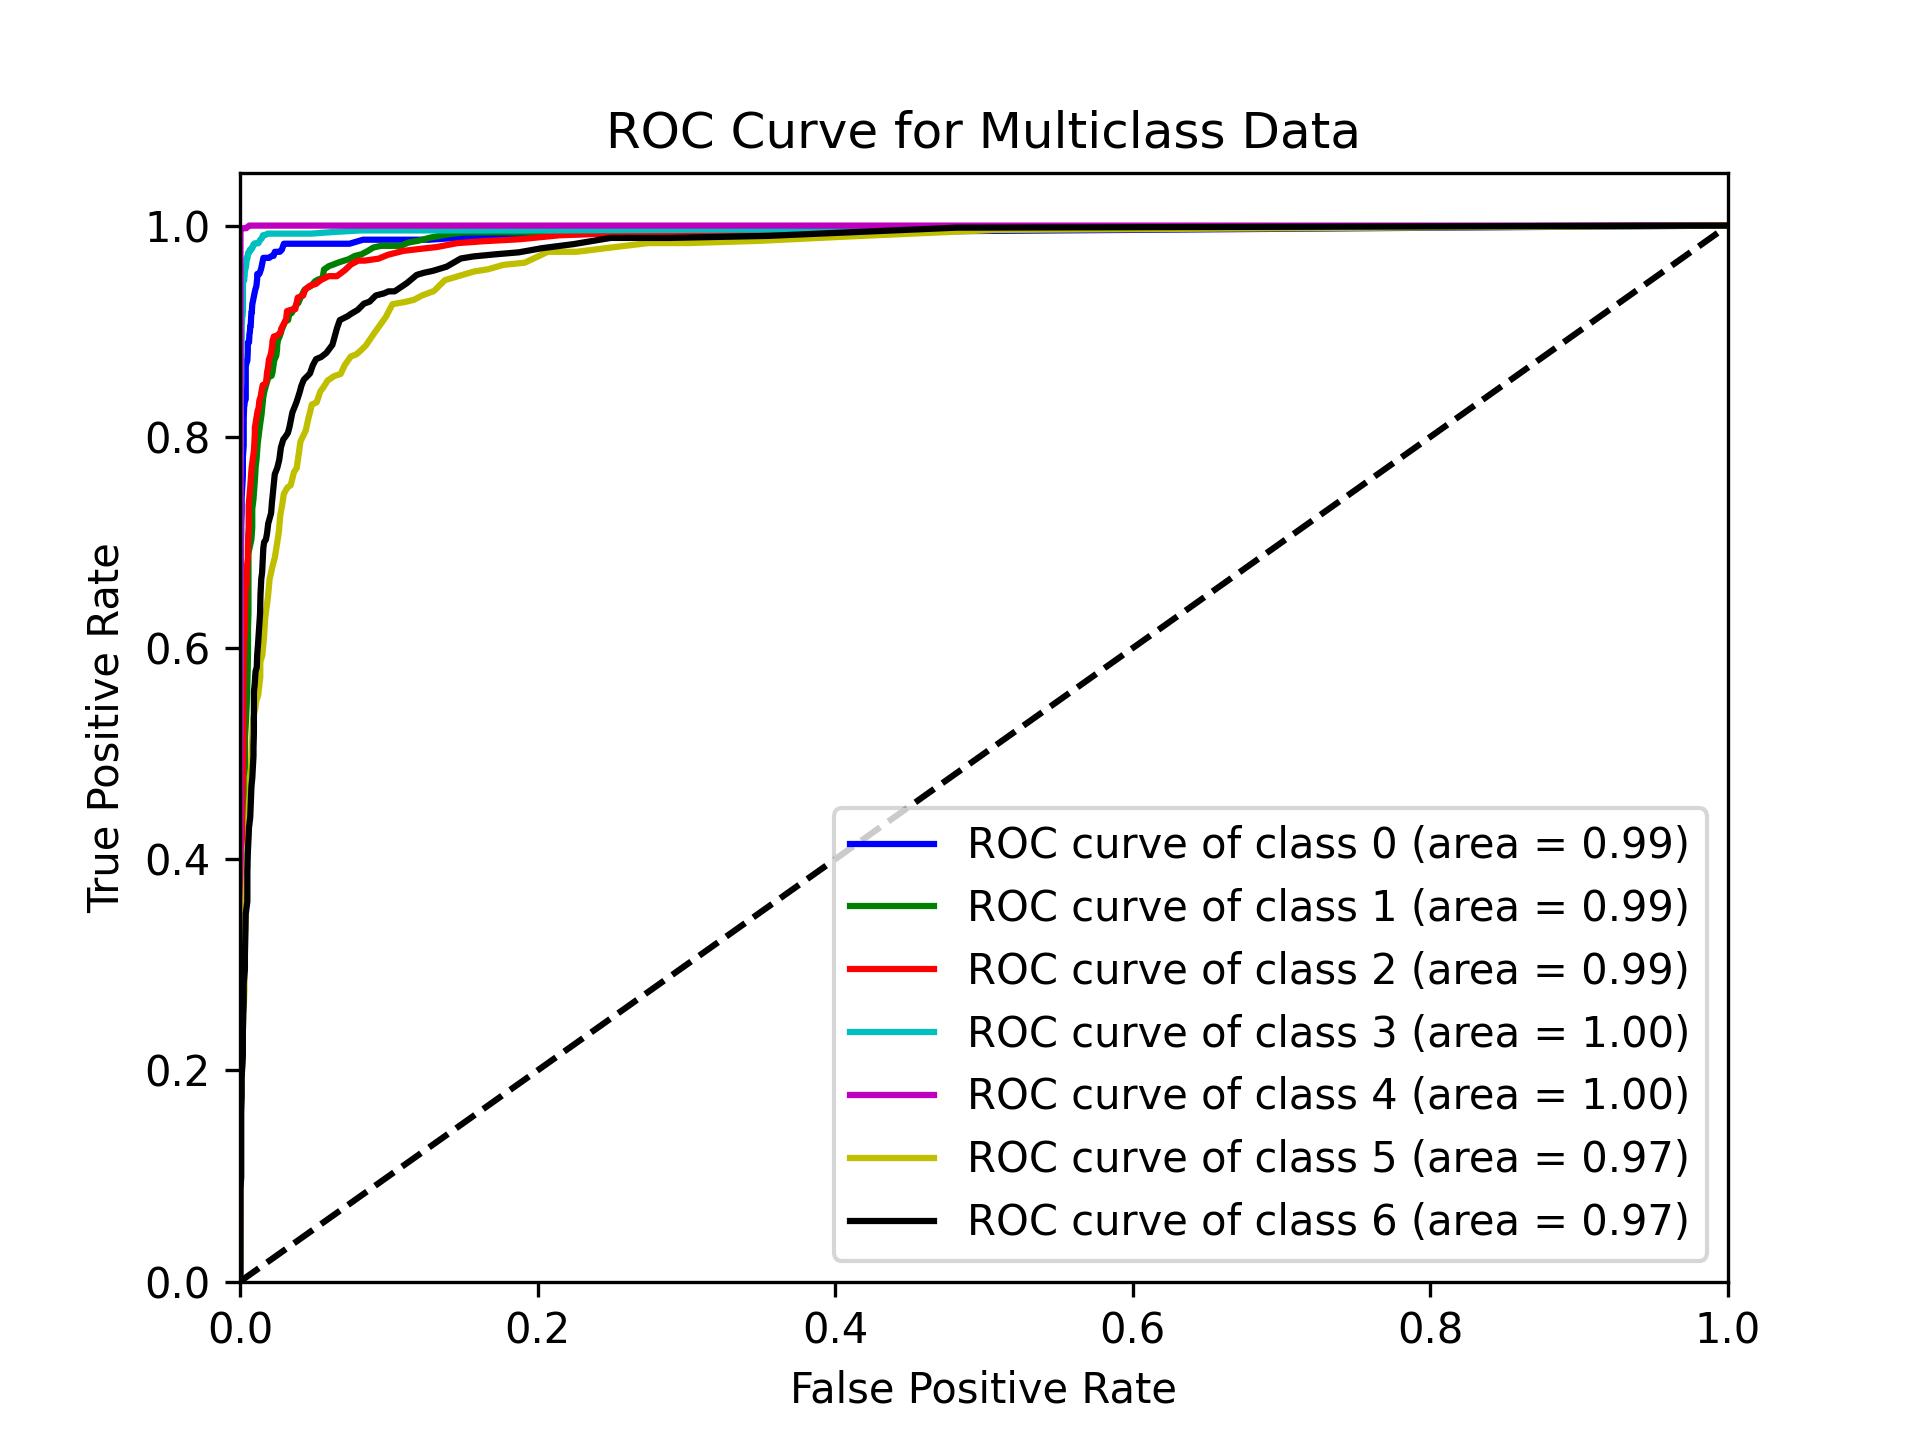 ROC Curve for Multiclass Data
1.0
0.8
0.6
0.4
0.2
0.0
True Positive Rate
ROC curve of class 0 (area = 0.99)
ROC curve of class 1 (area = 0.99)
ROC curve of class 2 (area = 0.99)
ROC curve of class 3 (area = 1.00)
ROC curve of class 4 (area = 1.00)
ROC curve of class 5 (area = 0.97)
ROC curve of class 6 (area = 0.97)
0.0 0.2 0.4 0.6 0.8 1.0
False Positive Rate